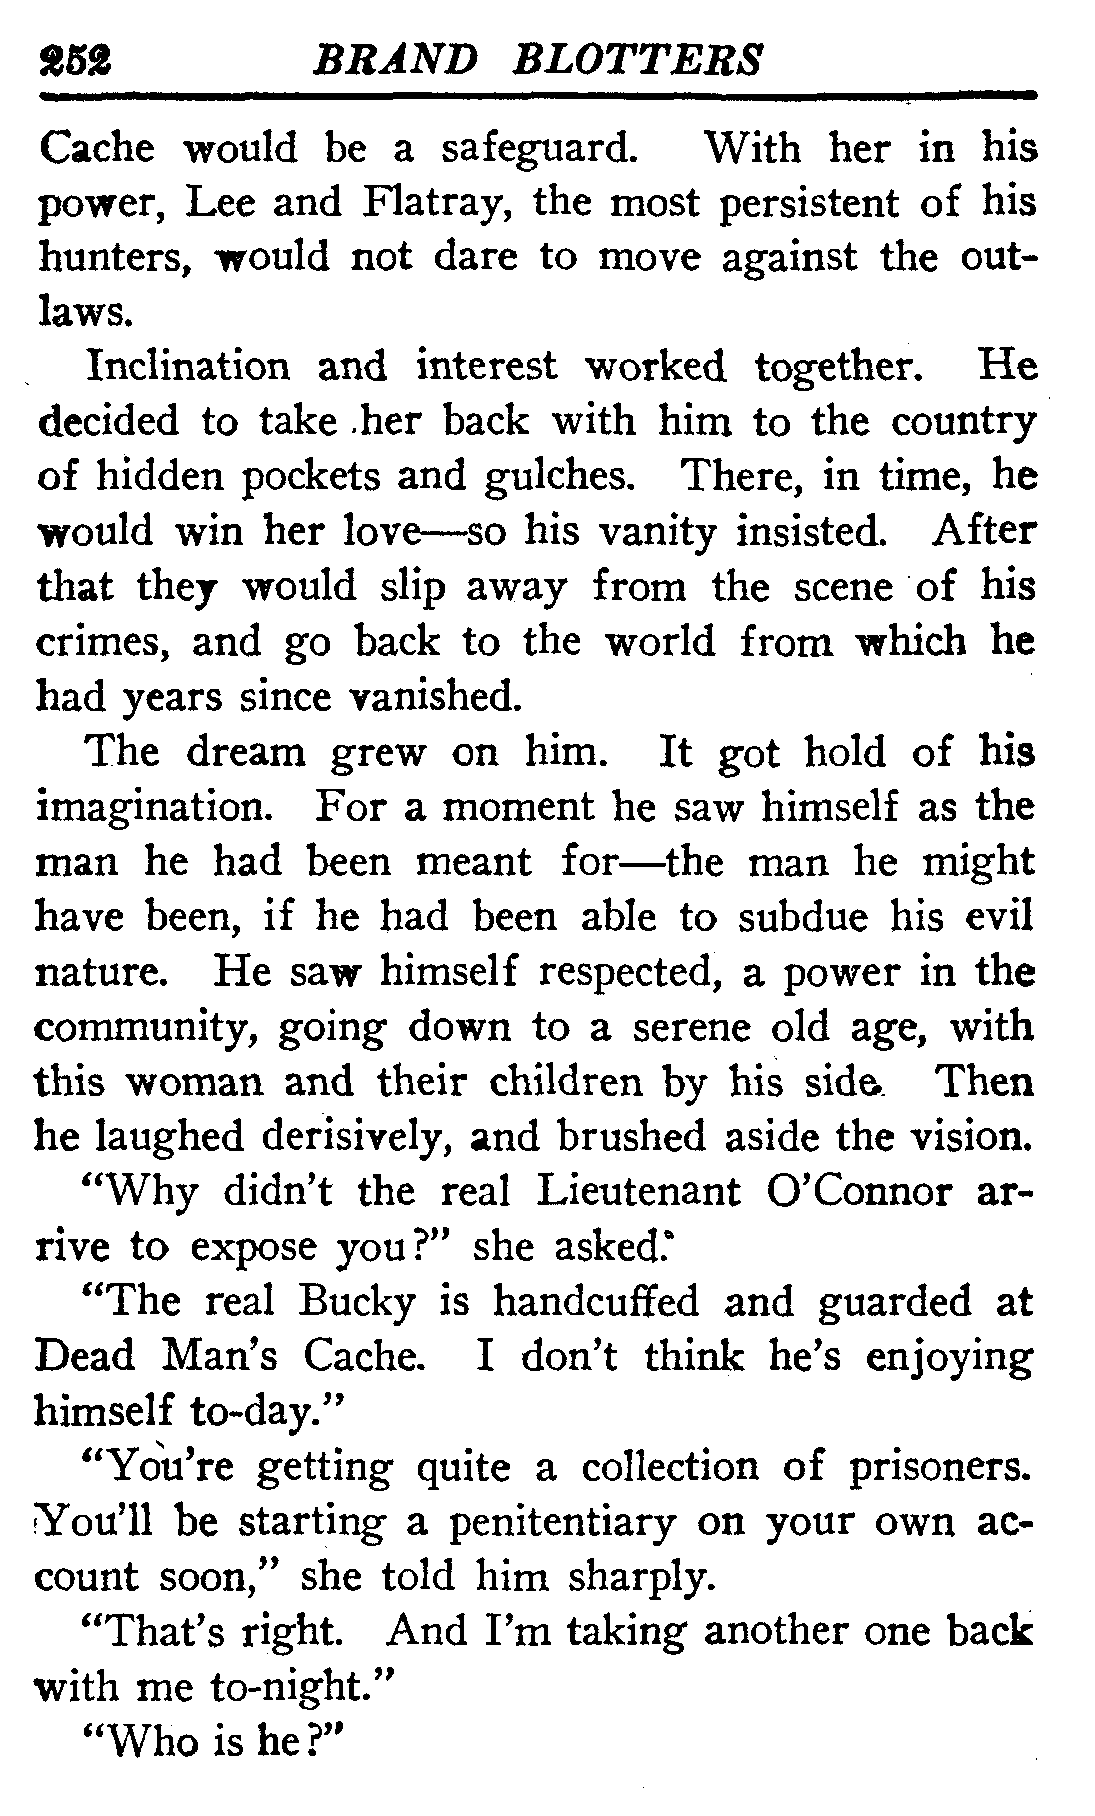 252 BRAND BLOTTERS
Cache would be a safeguard. With her in his
power, Lee and Flatray, the most persistent of his
hunters, would not dare to move against the out-
laws.
Inclination and interest worked together. He
decided to take her back with him to the country
of hidden pockets and gulches. There, in time, he
would win her love—so his vanity insisted. After
that they would slip away from the scene of his
crimes, and go back to the world from which he
had years since vanished.
The dream grew on him. It got hold of his
imagination. For a moment he saw himself as the
man he had been meant for—the man he might
have been, if he had been able to subdue his evil
nature. He saw himself respected, a power in the
community, going down to a serene old age, with
this woman and their children by his side. Then
he laughed derisively, and brushed aside the vision.
"Why didn't the real Lieutenant O'Connor ar-
rive to expose you?" she asked.
"The real Bucky is handcuffed and guarded at
Dead Man's Cache. I don't think he's enjoying
himself to-day."
"You're getting quite a collection of prisoners.
You'll be starting a penitentiary on your own ac-
count soon," she told him sharply.
"That's right. And I'm taking another one back
with me to-night."
"Who is he?"